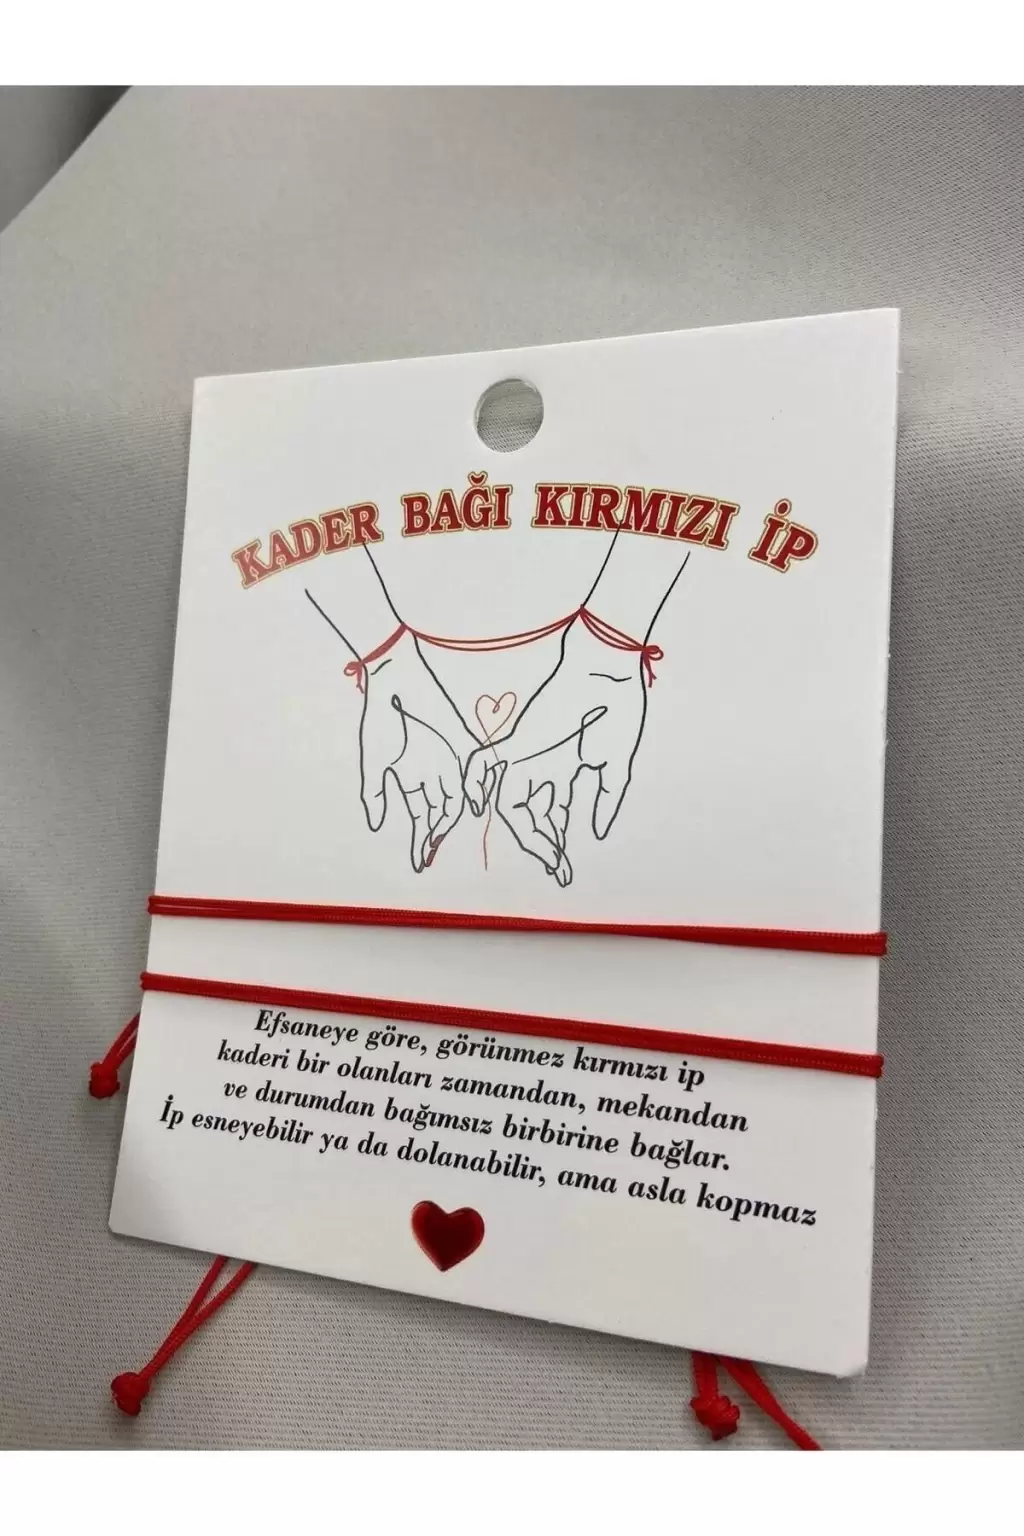 KADER BAĞI KIRMIZI İP
Efsaneye göre, görünmez kırmızı ip
kaderi bir olanları zamandan, mekandan
ve durumdan bağımsız birbirine bağlar.
İp esneyebilir ya da dolanabilir, ama asla kopmaz